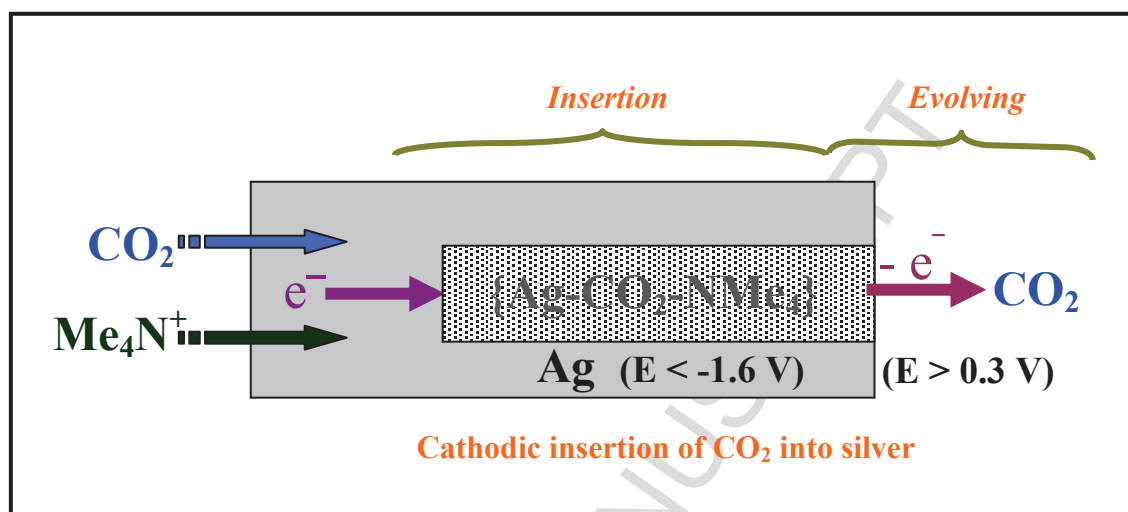 Insertion Evolving
CO₂
Me₄N⁺
e⁻
{Ag-CO₂-NMe₄}
- e⁻
CO₂
Ag (E < -1.6 V) (E > 0.3 V)
Cathodic insertion of CO₂ into silver